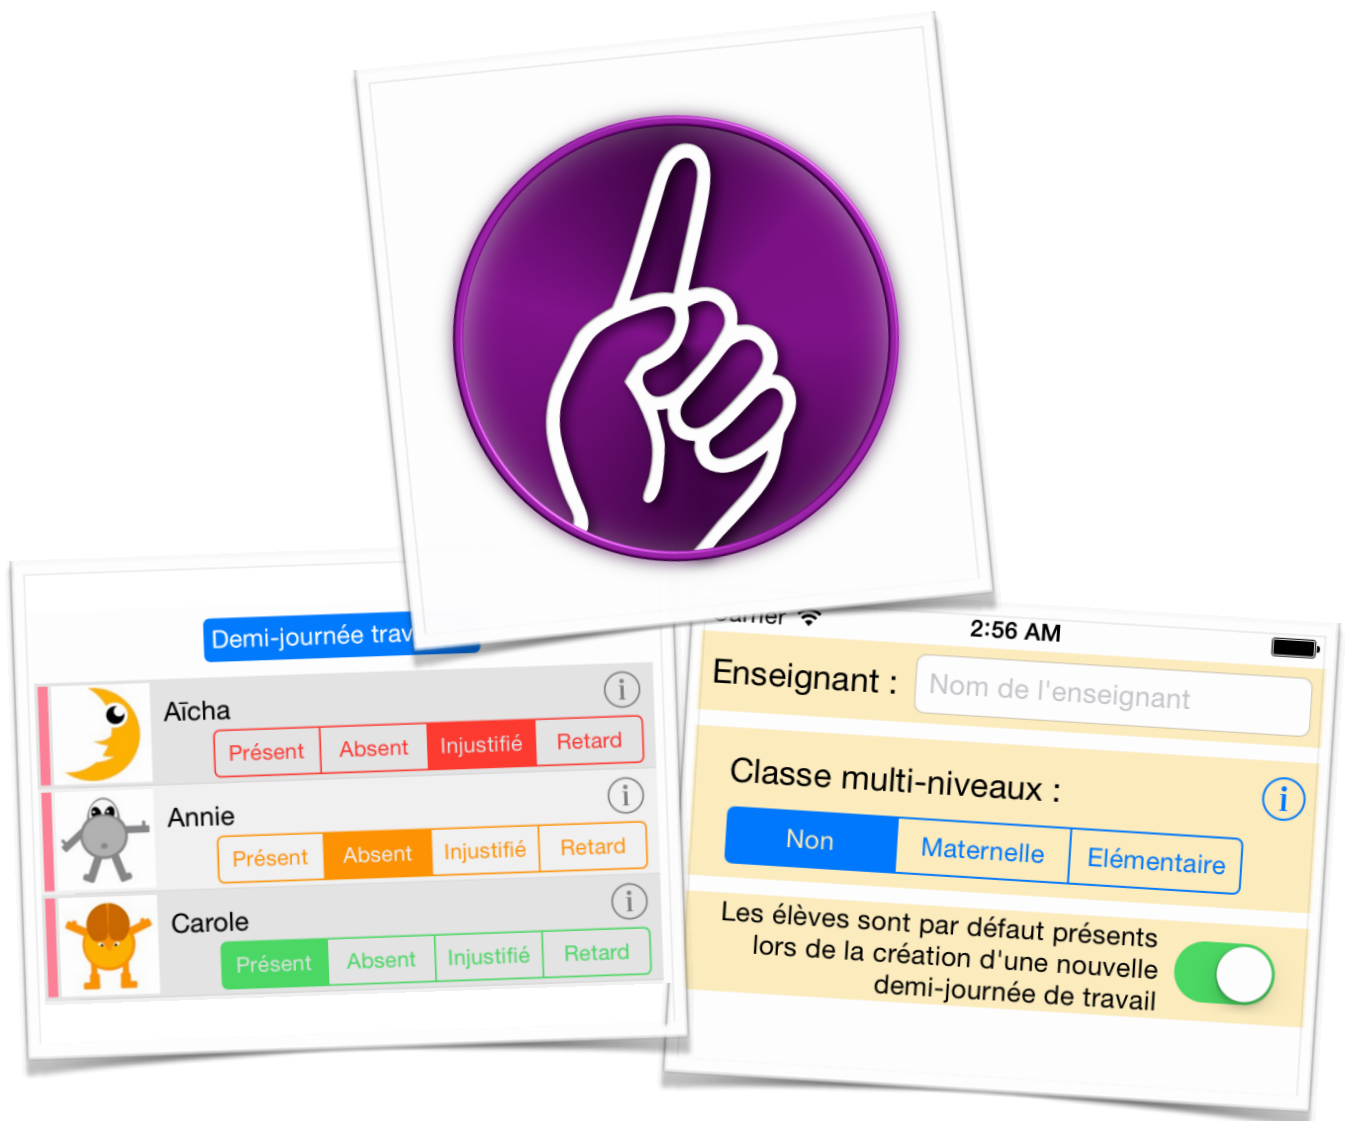 Demi-journée
Aïcha
Présent Absent Injustifié Retard
Annie
Présent Absent Injustifié Retard
Carole
Présent Absent Injustifié Retard
2:56 AM
Enseignant :
Nom de l'enseignant
Classe multi-niveaux :
Non Maternelle Elémentaire
Les élèves sont par défaut présents
lors de la création d'une nouvelle
demi-journée de travail